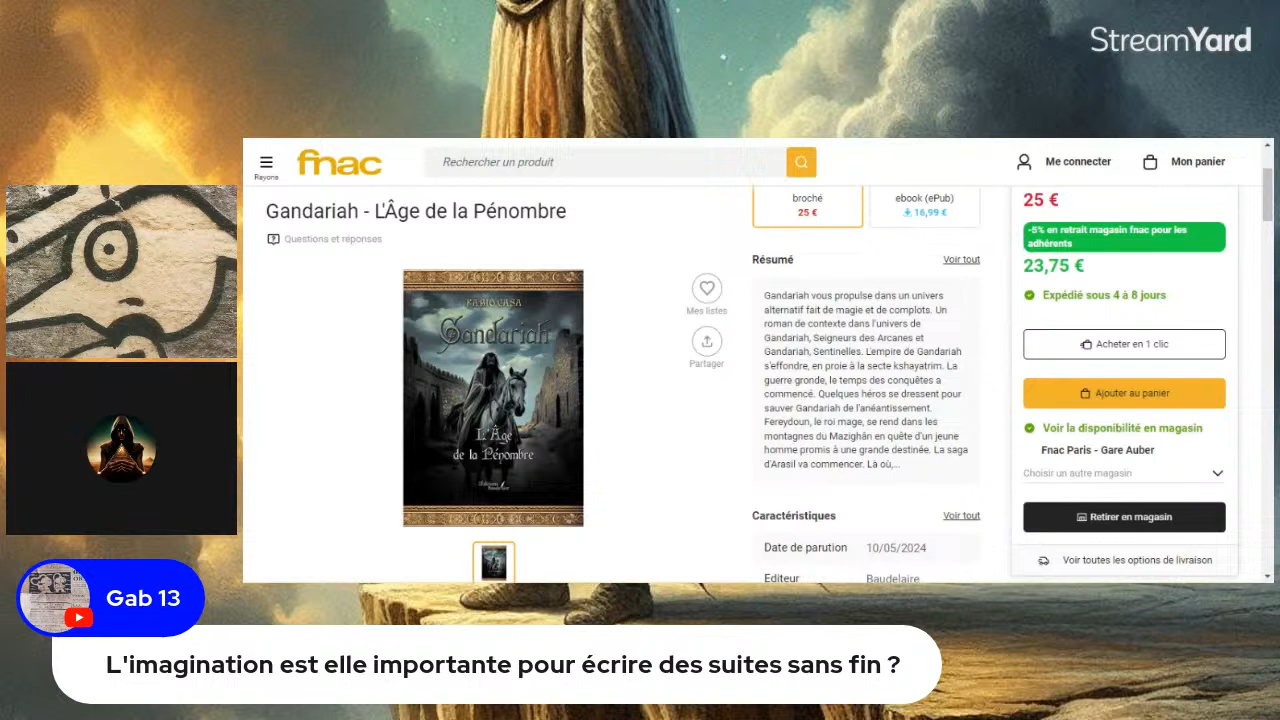 StreamYard
Rayons
fnac
Rechercher un produit
Me connecter
Mon panier
Gandariah - L'Âge de la Pénombre
Questions et réponses
FABIO CASA
Gandariah
L'Âge
de la Pénombre
Mes listes
Partager
broché
25 €
ebook (ePub)
16,99 €
Résumé
Voir tout
Gandariah vous propulse dans un univers
alternatif fait de magie et de complots. Un
roman de contexte dans l'univers de
Gandariah, Seigneurs des Arcanes et
Gandariah, Sentinelles. L'empire de Gandariah
s'effondre, en proie à la secte kshayatrim. La
guerre gronde, le temps des conquêtes a
commencé. Quelques héros se dressent pour
sauver Gandariah de l'anéantissement.
Fereydoun, le roi mage, se rend dans les
montagnes du Mazighân en quête d'un jeune
homme promis à une grande destinée. La saga
d'Arasil va commencer. Là où,...
Caractéristiques
Voir tout
Date de parution 10/05/2024
Editeur Baudelaire
25 €
-5% en retrait magasin fnac pour les
adhérents
23,75 €
Expédié sous 4 à 8 jours
Acheter en 1 clic
Ajouter au panier
Voir la disponibilité en magasin
Fnac Paris - Gare Auber
Choisir un autre magasin
Retirer en magasin
Voir toutes les options de livraison
Gab 13
L'imagination est elle importante pour écrire des suites sans fin ?